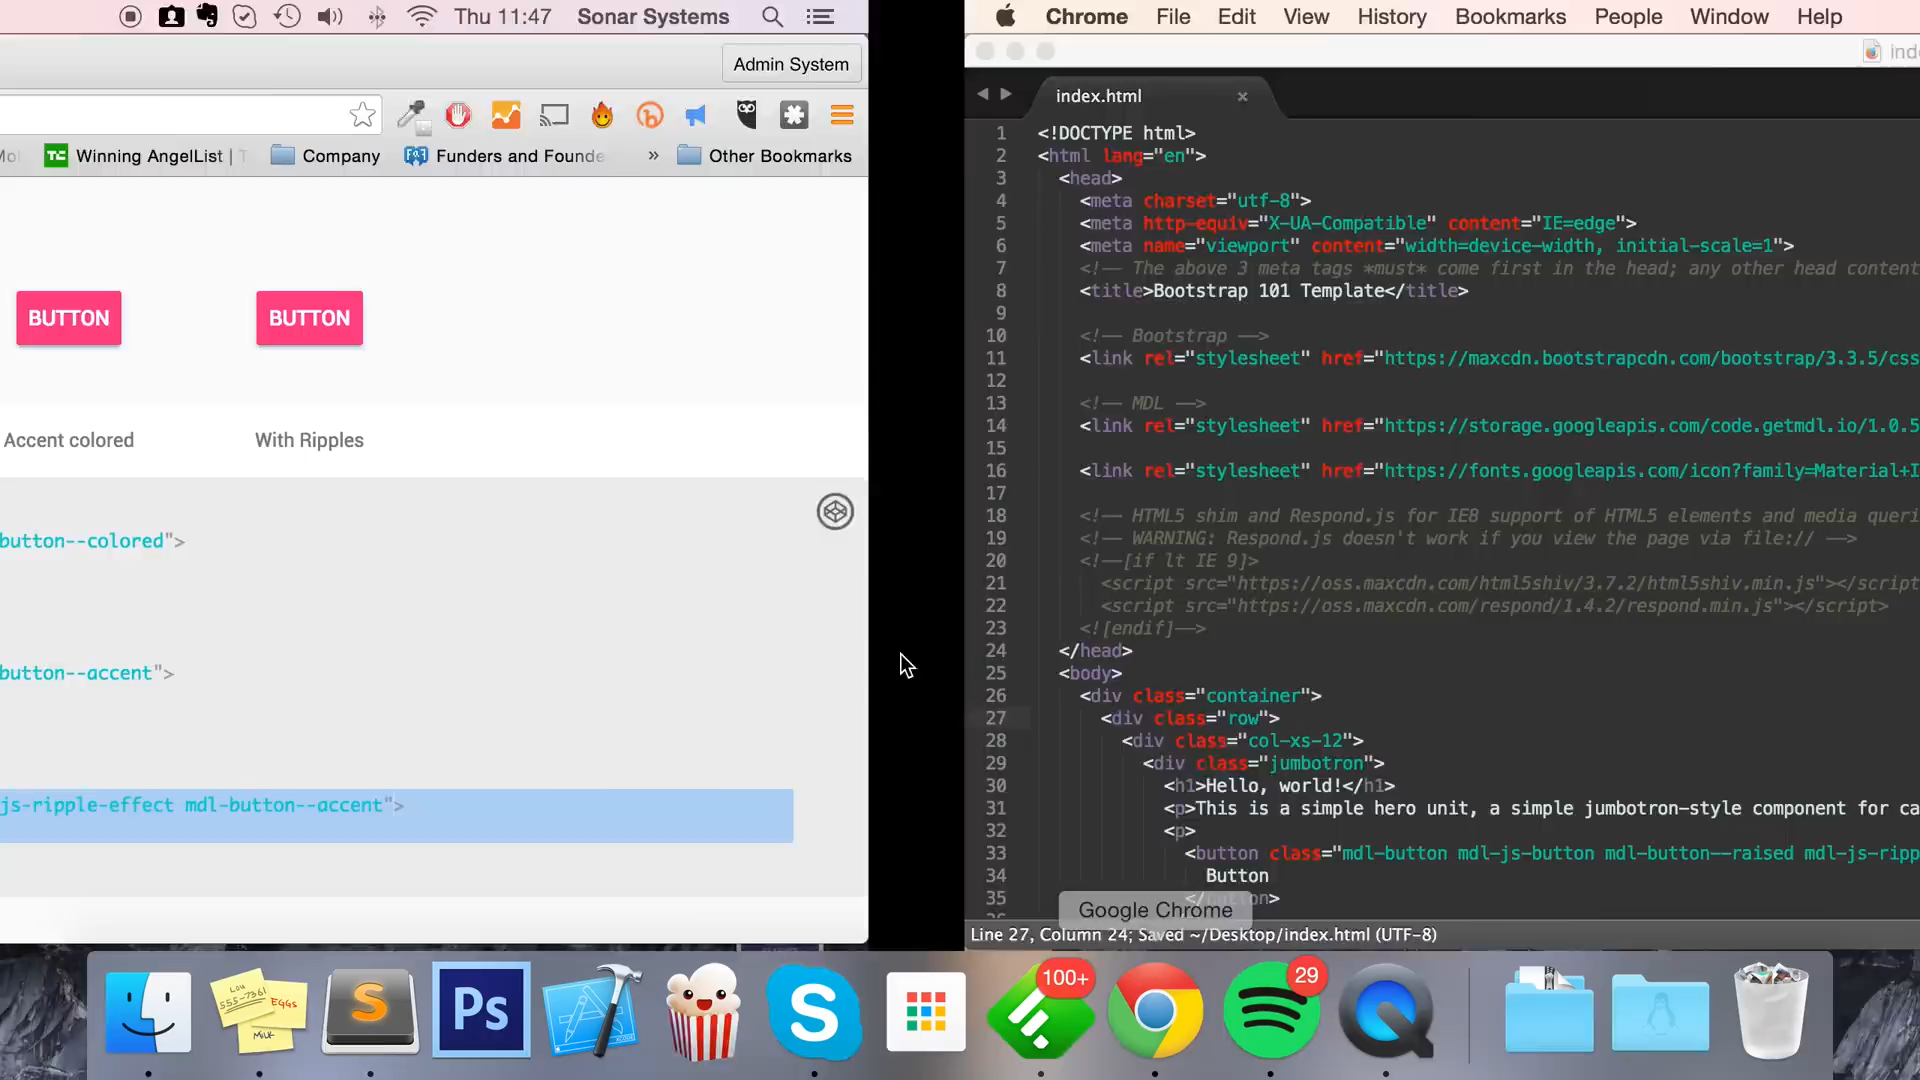 Thu 11:47 Sonar Systems
Admin System
Winning AngelList | T
Company
Funders and Founde
»
Other Bookmarks
BUTTON
BUTTON
Accent colored
With Ripples
button--colored">
button--accent">
js-ripple-effect mdl-button--accent">
Chrome File Edit View History Bookmarks People Window Help
index.html
1 <!DOCTYPE html>
2 <html lang="en">
3 <head>
4 <meta charset="utf-8">
5 <meta http-equiv="X-UA-Compatible" content="IE=edge">
6 <meta name="viewport" content="width=device-width, initial-scale=1">
7 <!-- The above 3 meta tags *must* come first in the head; any other head content
8 <title>Bootstrap 101 Template</title>
9
10 <!-- Bootstrap -->
11 <link rel="stylesheet" href="https://maxcdn.bootstrapcdn.com/bootstrap/3.3.5/css
12
13 <!-- MDL -->
14 <link rel="stylesheet" href="https://storage.googleapis.com/code.getmdl.io/1.0.5
15
16 <link rel="stylesheet" href="https://fonts.googleapis.com/icon?family=Material+I
17
18 <!-- HTML5 shim and Respond.js for IE8 support of HTML5 elements and media queri
19 <!-- WARNING: Respond.js doesn't work if you view the page via file:// -->
20 <!--[if lt IE 9]>
21 <script src="https://oss.maxcdn.com/html5shiv/3.7.2/html5shiv.min.js"></script
22 <script src="https://oss.maxcdn.com/respond/1.4.2/respond.min.js"></script>
23 <![endif]-->
24 </head>
25 <body>
26 <div class="container">
27 <div class="row">
28 <div class="col-xs-12">
29 <div class="jumbotron">
30 <h1>Hello, world!</h1>
31 <p>This is a simple hero unit, a simple jumbotron-style component for ca
32 <p>
33 <button class="mdl-button mdl-js-button mdl-button--raised mdl-js-ripp
34 Button
35 </button>
Google Chrome
Line 27, Column 24; Saved ~/Desktop/index.html (UTF-8)
Lou
555-7361
EGGS
MILK
S
Ps
S
100+
29